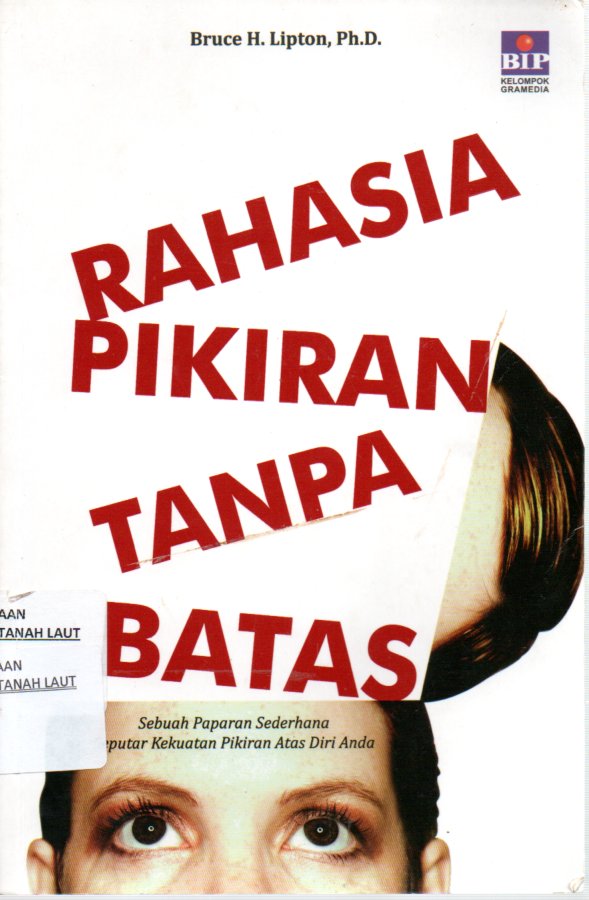 Bruce H. Lipton, Ph.D.
BIP
KELOMPOK
GRAMEDIA
RAHASIA
PIKIRAN
TANPA
BATAS
AAN
TANAH LAUT
AAN
TANAH LAUT
Sebuah Paparan Sederhana
eputar Kekuatan Pikiran Atas Diri Anda